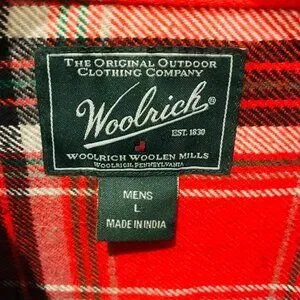 THE ORIGINAL OUTDOOR
CLOTHING COMPANY
Woolrich®
EST. 1830
WOOLRICH WOOLEN MILLS
WOOLRICH, PENNSYLVANIA
MENS
L
MADE IN INDIA